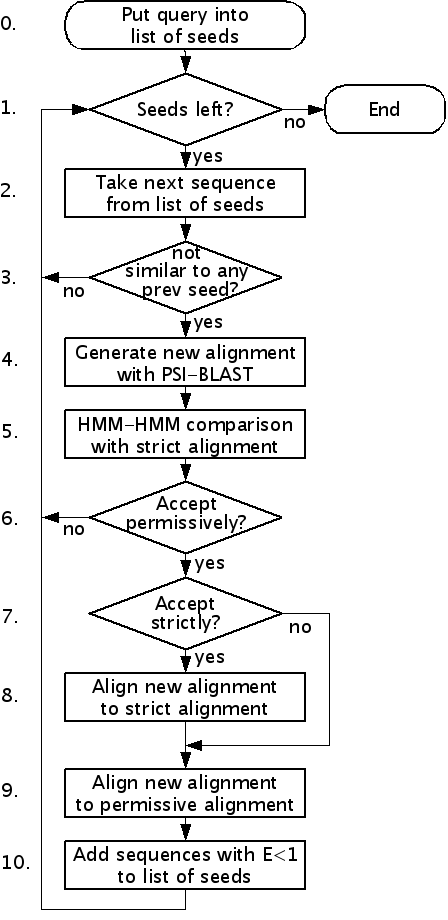 0.
Put query into
list of seeds
1.
Seeds left?
no
End
yes
2.
Take next sequence
from list of seeds
3.
not
similar to any
prev seed?
no
yes
4.
Generate new alignment
with PSI−BLAST
5.
HMM−HMM comparison
with strict alignment
6.
Accept
permissively?
no
yes
7.
Accept
strictly?
no
yes
8.
Align new alignment
to strict alignment
9.
Align new alignment
to permissive alignment
10.
Add sequences with E<1
to list of seeds